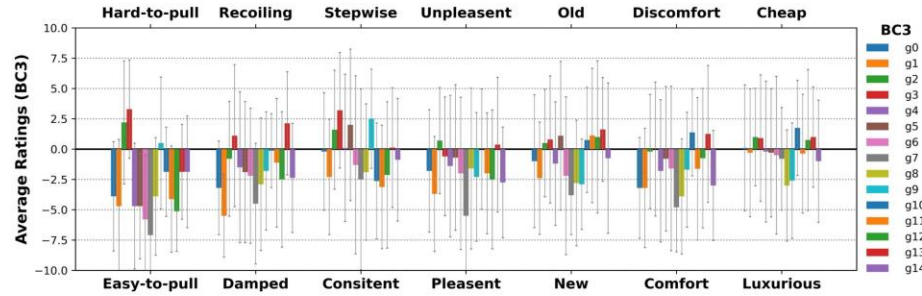 Hard-to-pull Recoiling Stepwise Unpleasent Old Discomfort Cheap
BC3
Average Ratings (BC3)
10.0
7.5
5.0
2.5
0.0
−2.5
−5.0
−7.5
−10.0
g0
g1
g2
g3
g4
g5
g6
g7
g8
g9
g10
g11
g12
g13
g14
Easy-to-pull Damped Consitent Pleasent New Comfort Luxurious